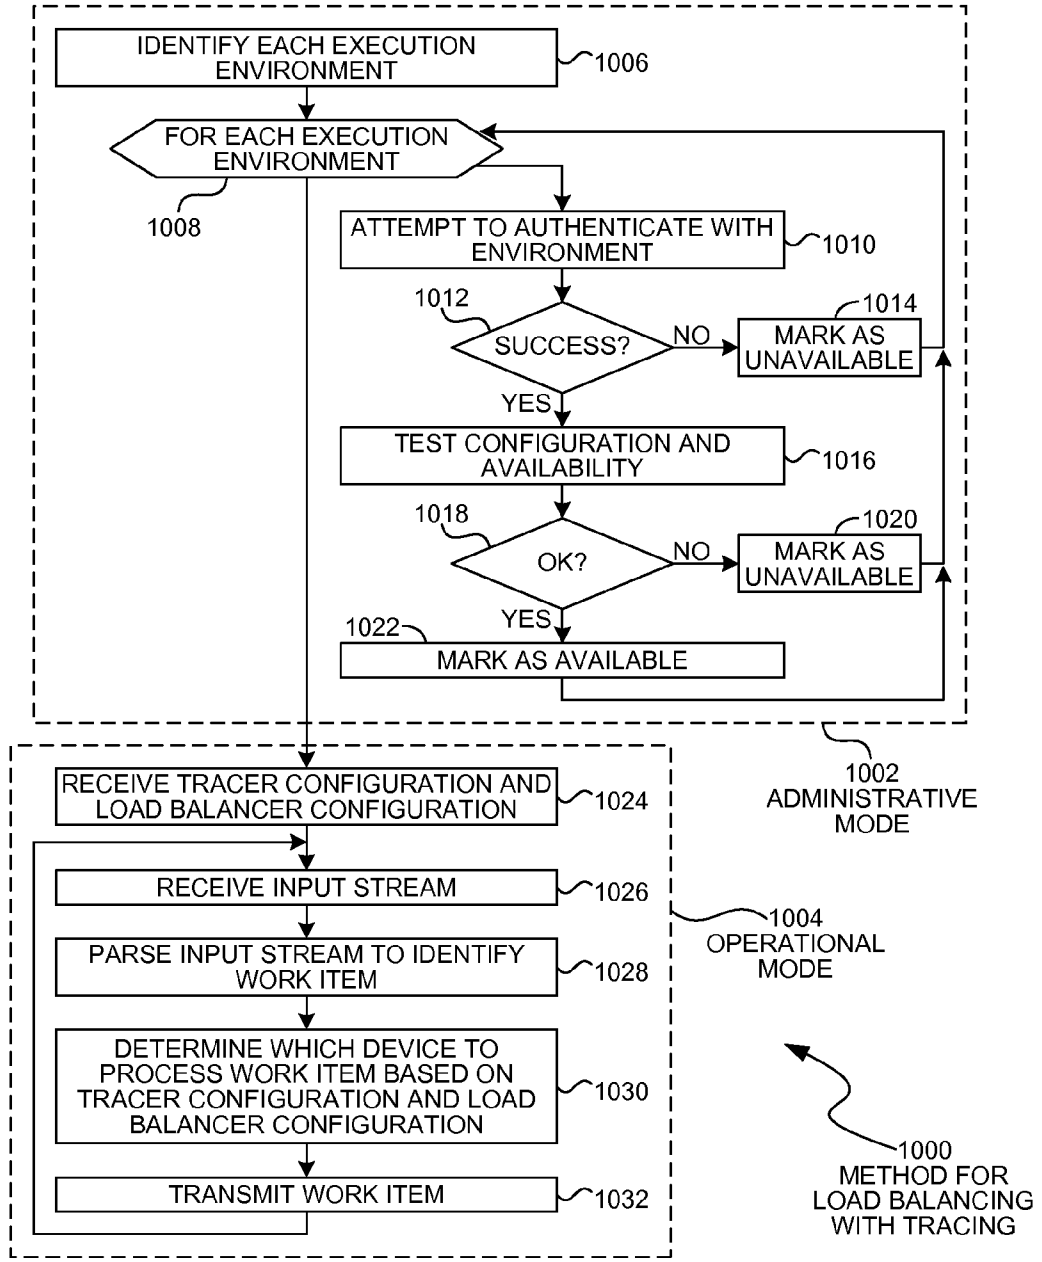 IDENTIFY EACH EXECUTION
ENVIRONMENT
1006
FOR EACH EXECUTION
ENVIRONMENT
1008
ATTEMPT TO AUTHENTICATE WITH
ENVIRONMENT
1010
1012
SUCCESS?
NO
1014
MARK AS
UNAVAILABLE
YES
TEST CONFIGURATION AND
AVAILABILITY
1016
1018
OK?
NO
1020
MARK AS
UNAVAILABLE
YES
1022
MARK AS AVAILABLE
1002
ADMINISTRATIVE
MODE
RECEIVE TRACER CONFIGURATION AND
LOAD BALANCER CONFIGURATION
1024
RECEIVE INPUT STREAM
1026
PARSE INPUT STREAM TO IDENTIFY
WORK ITEM
1028
1004
OPERATIONAL
MODE
DETERMINE WHICH DEVICE TO
PROCESS WORK ITEM BASED ON
TRACER CONFIGURATION AND LOAD
BALANCER CONFIGURATION
1030
TRANSMIT WORK ITEM
1032
1000
METHOD FOR
LOAD BALANCING
WITH TRACING